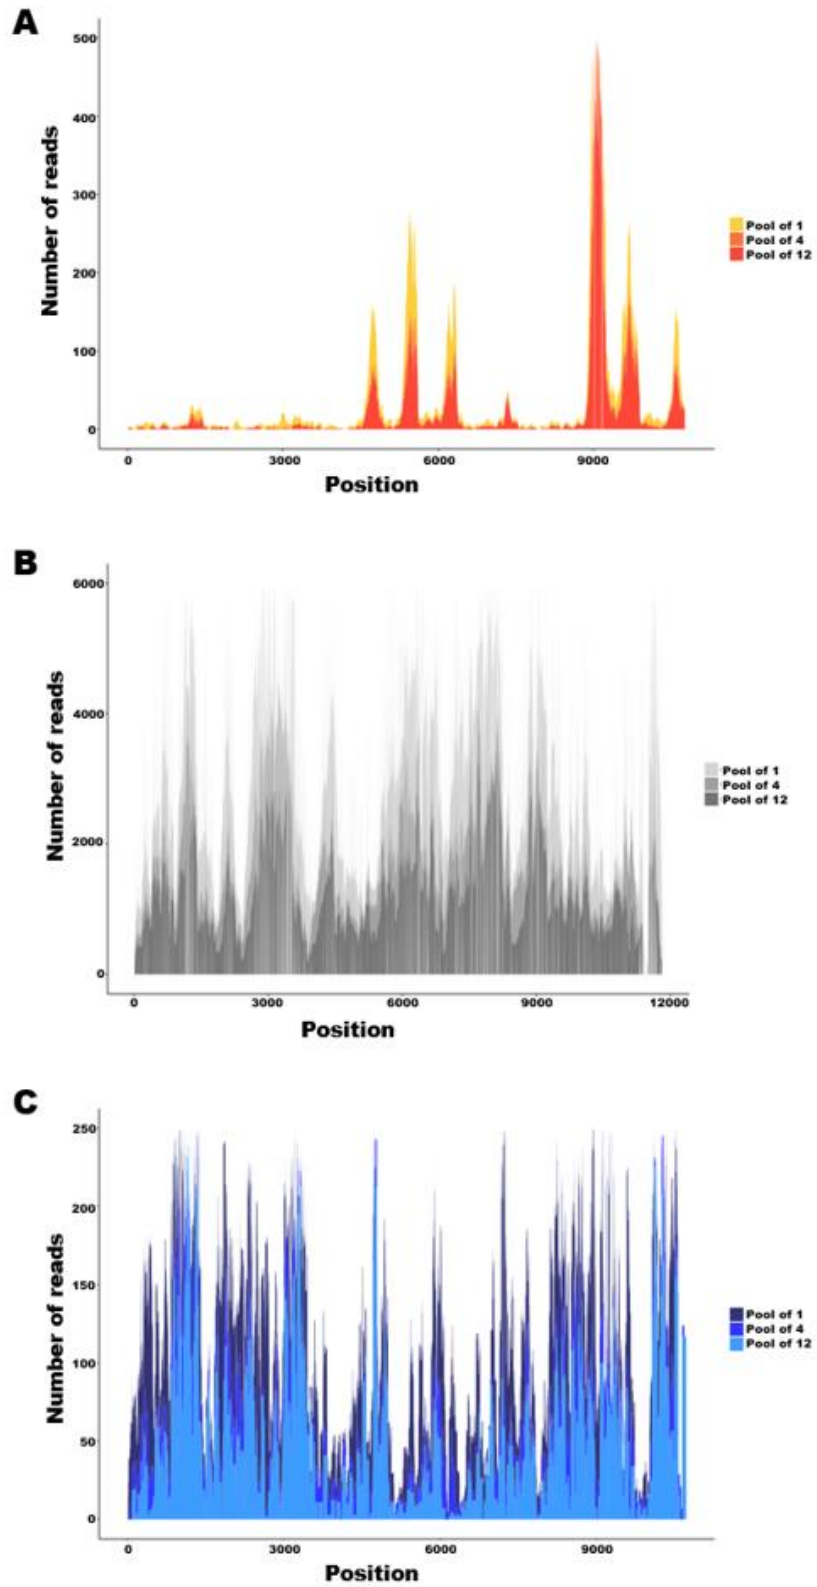 A
Number of reads
500
400
300
200
100
0
0 3000 6000 9000
Position
Pool of 1
Pool of 4
Pool of 12
B
Number of reads
6000
4000
2000
0
0 3000 6000 9000 12000
Position
Pool of 1
Pool of 4
Pool of 12
C
Number of reads
250
200
150
100
50
0
0 3000 6000 9000
Position
Pool of 1
Pool of 4
Pool of 12